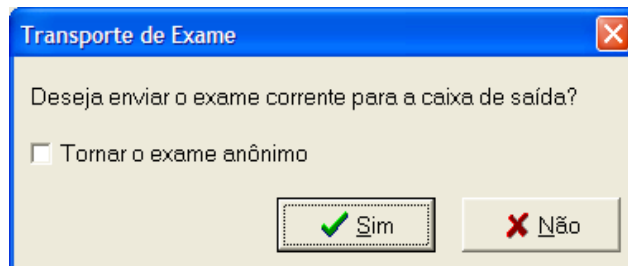 Transporte de Exame
Deseja enviar o exame corrente para a caixa de saída?
Tornar o exame anônimo
Sim
Não